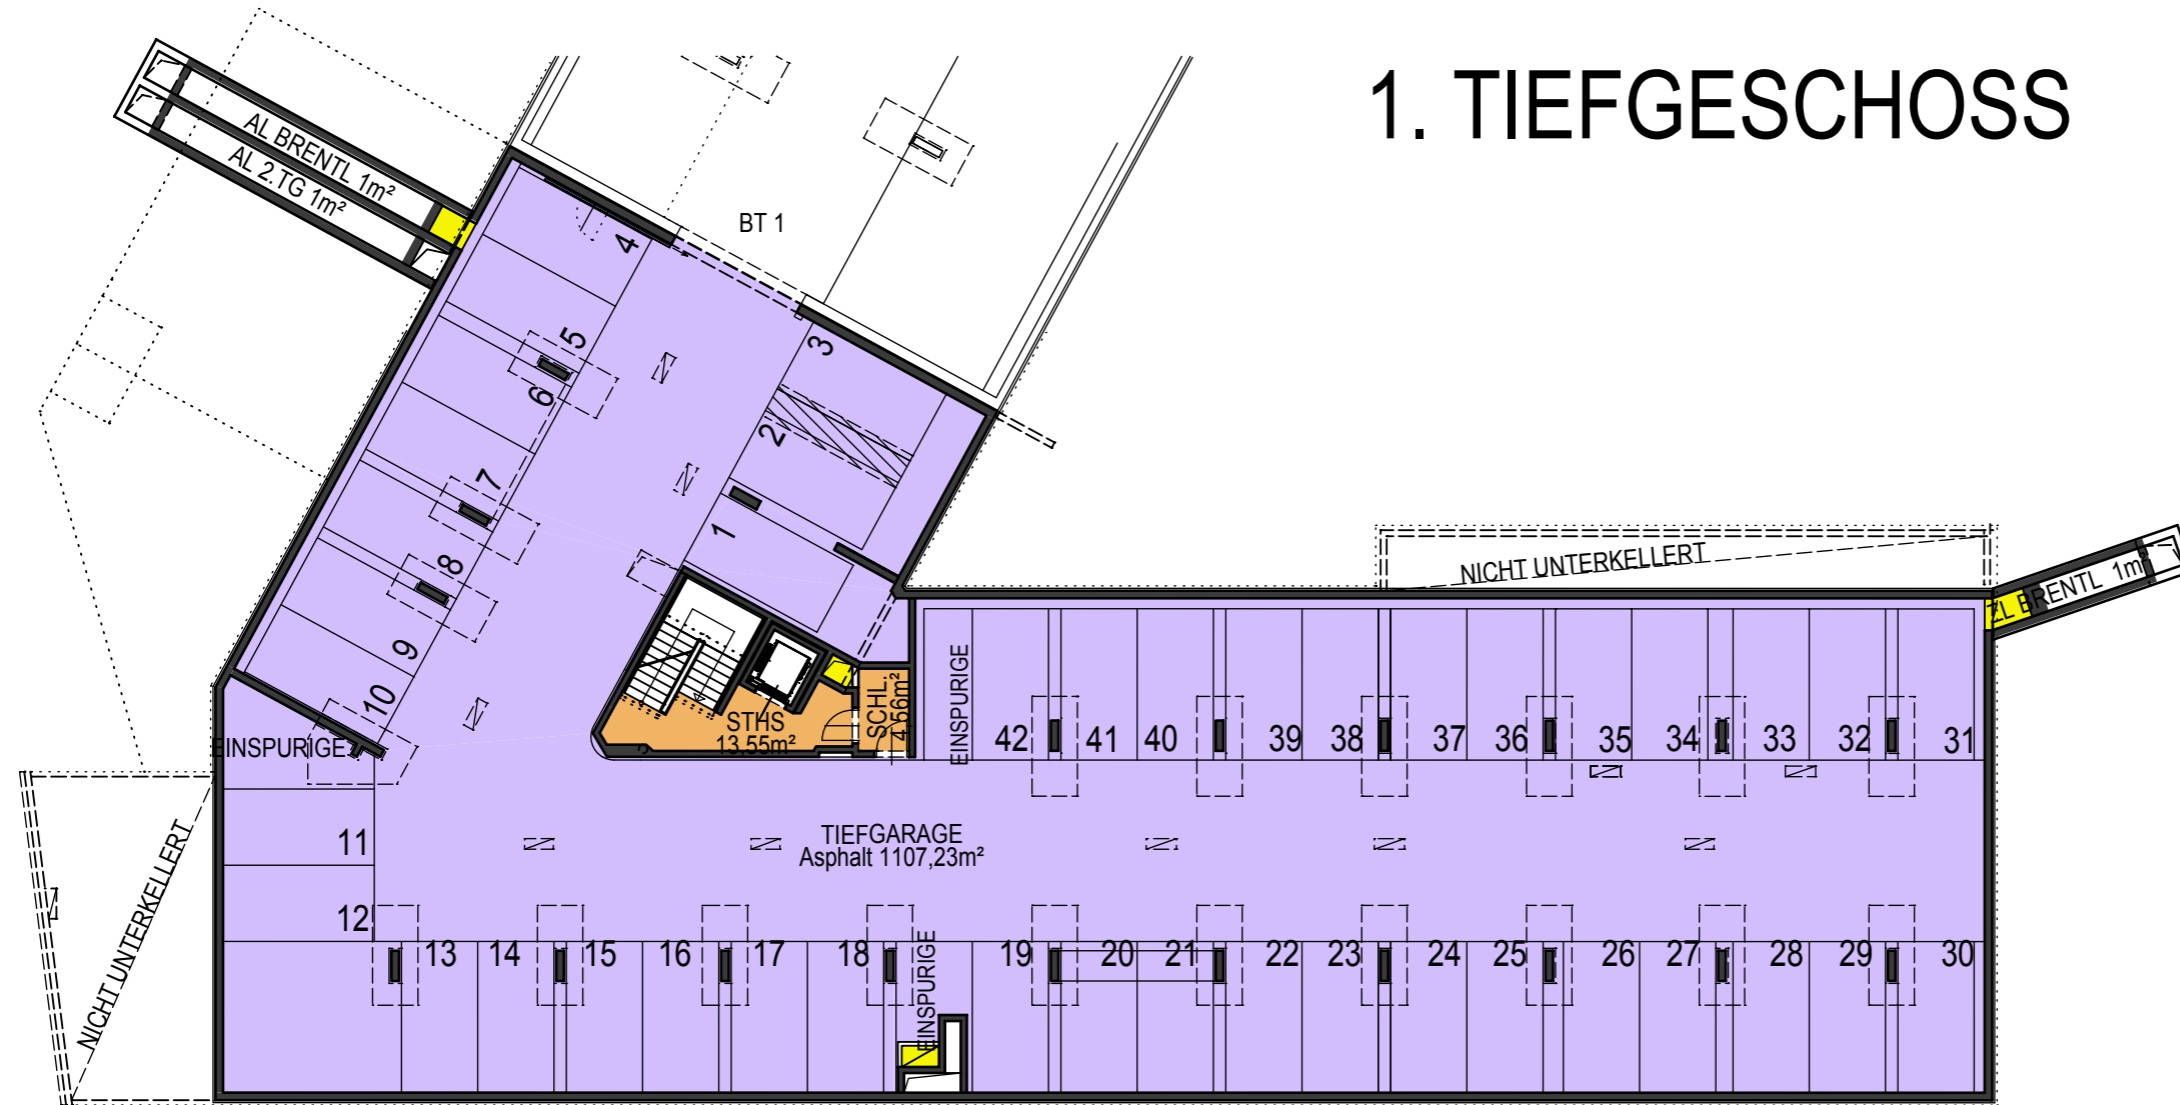 1. TIEFGESCHOSS
AL BRENTL 1m²
AL 2.TG 1m²
BT 1
4
3
5
6
2
7
1
8
9
10
NICHT UNTERKELLERT
ZL BRENTL 1m²
EINSPURIGE
STHS
13,55m²
SCHL.
4,56m²
EINSPURIGE
42 41 40 39 38 37 36 35 34 33 32 31
TIEFGARAGE
Asphalt 1107,23m²
11
12
NICHT UNTERKELLERT
13 14 15 16 17 18 19 20 21 22 23 24 25 26 27 28 29 30
EINSPURIGE